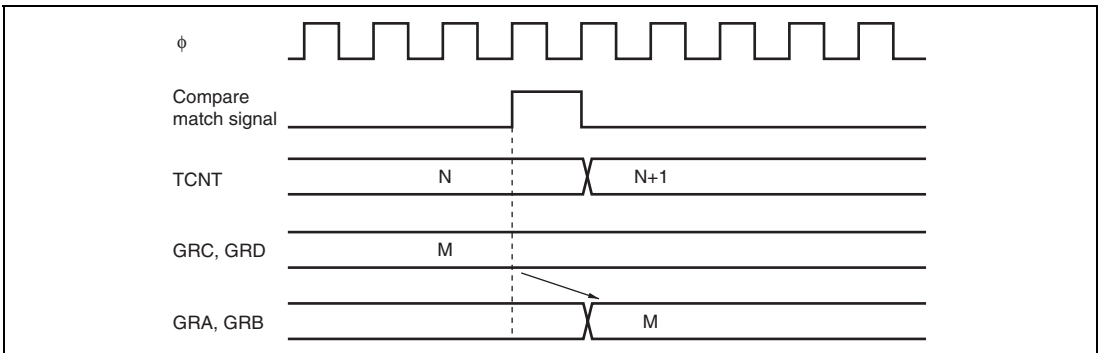 ϕ
Compare
match signal
TCNT N N+1
GRC, GRD M
GRA, GRB M